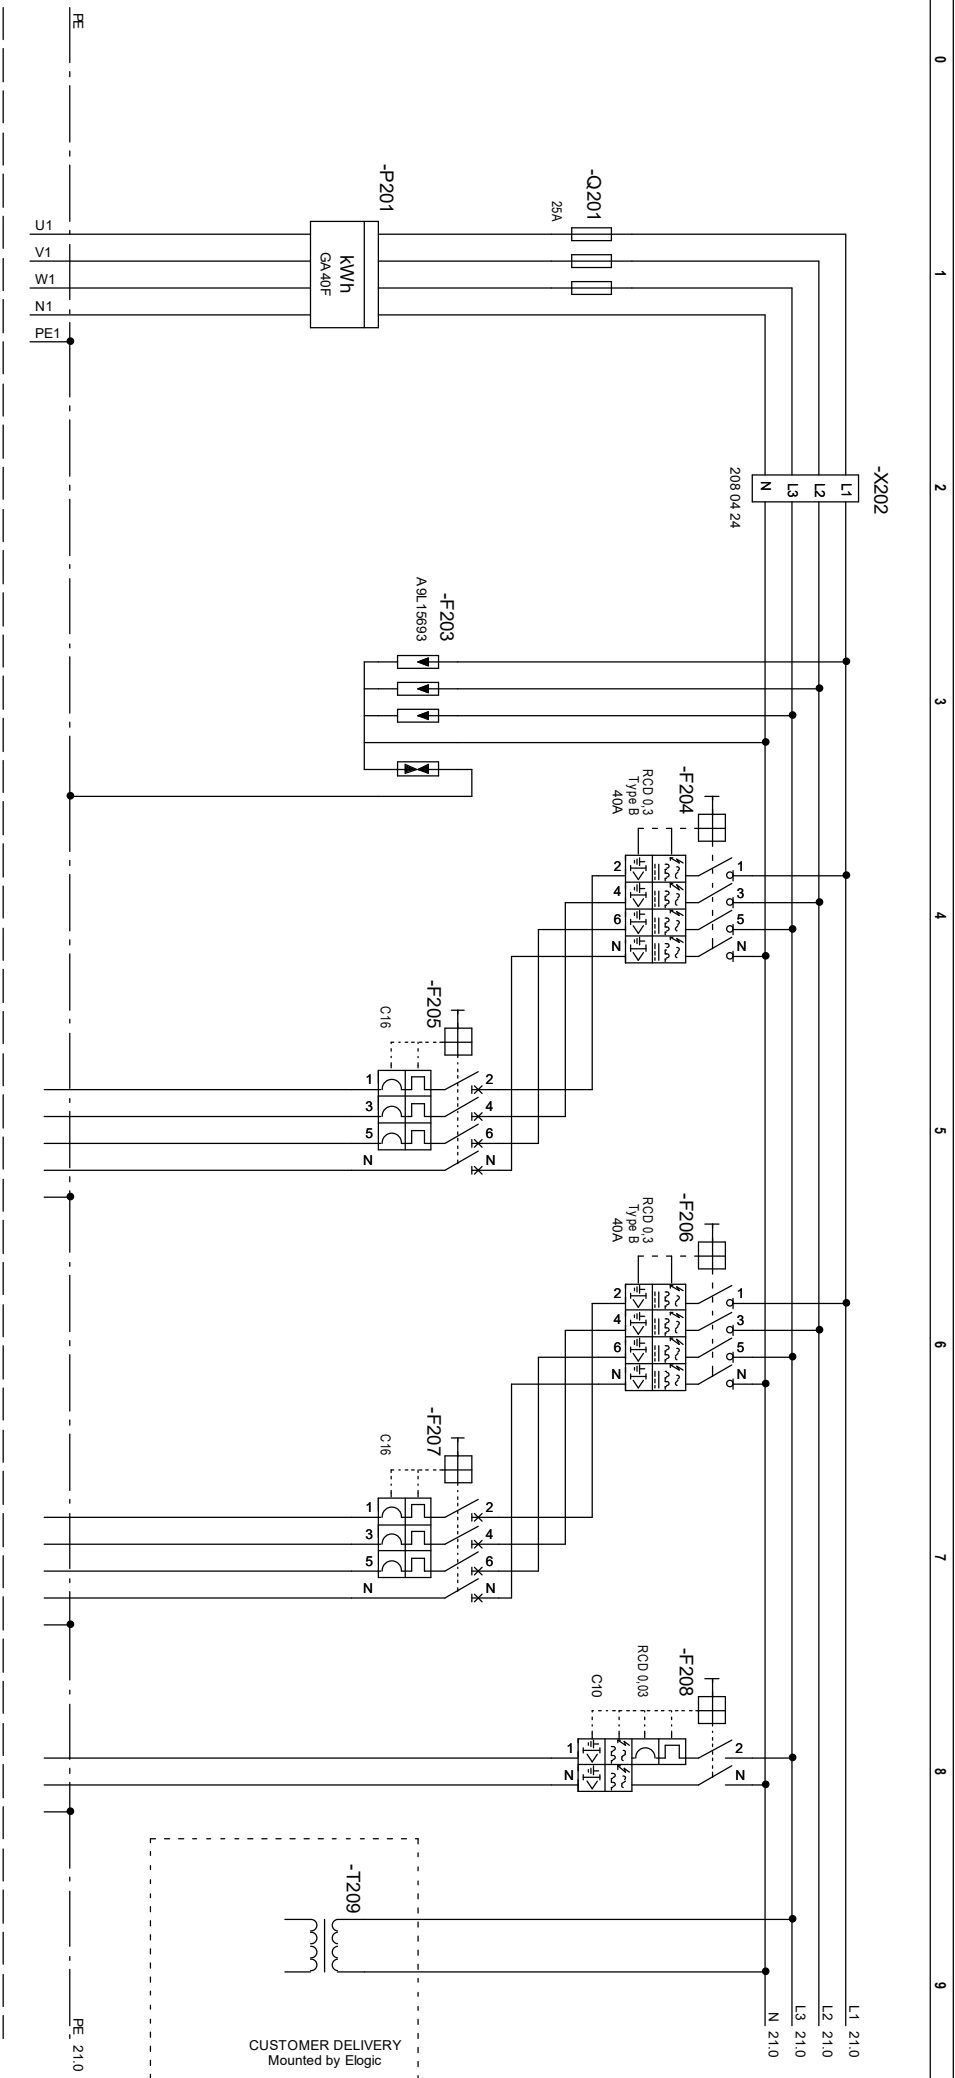 0
1
2
3
4
5
6
7
8
9
PE
U1
V1
W1
N1
PE1
-P201
kWh
GA 40F
-Q201
25A
-X202
L1
L2
L3
N
208 04 24
-F203
A9L15693
-F204
RCD 0,3
Type B
40A
1
3
5
N
2
4
6
N
-F205
C16
2
4
6
N
1
3
5
N
-F206
RCD 0,3
Type B
40A
1
3
5
N
2
4
6
N
-F207
C16
2
4
6
N
1
3
5
N
-F208
RCD 0,03
C10
2
N
1
N
-T209
CUSTOMER DELIVERY
Mounted by Elogic
L1 21.0
L2 21.0
L3 21.0
N 21.0
PE 21.0